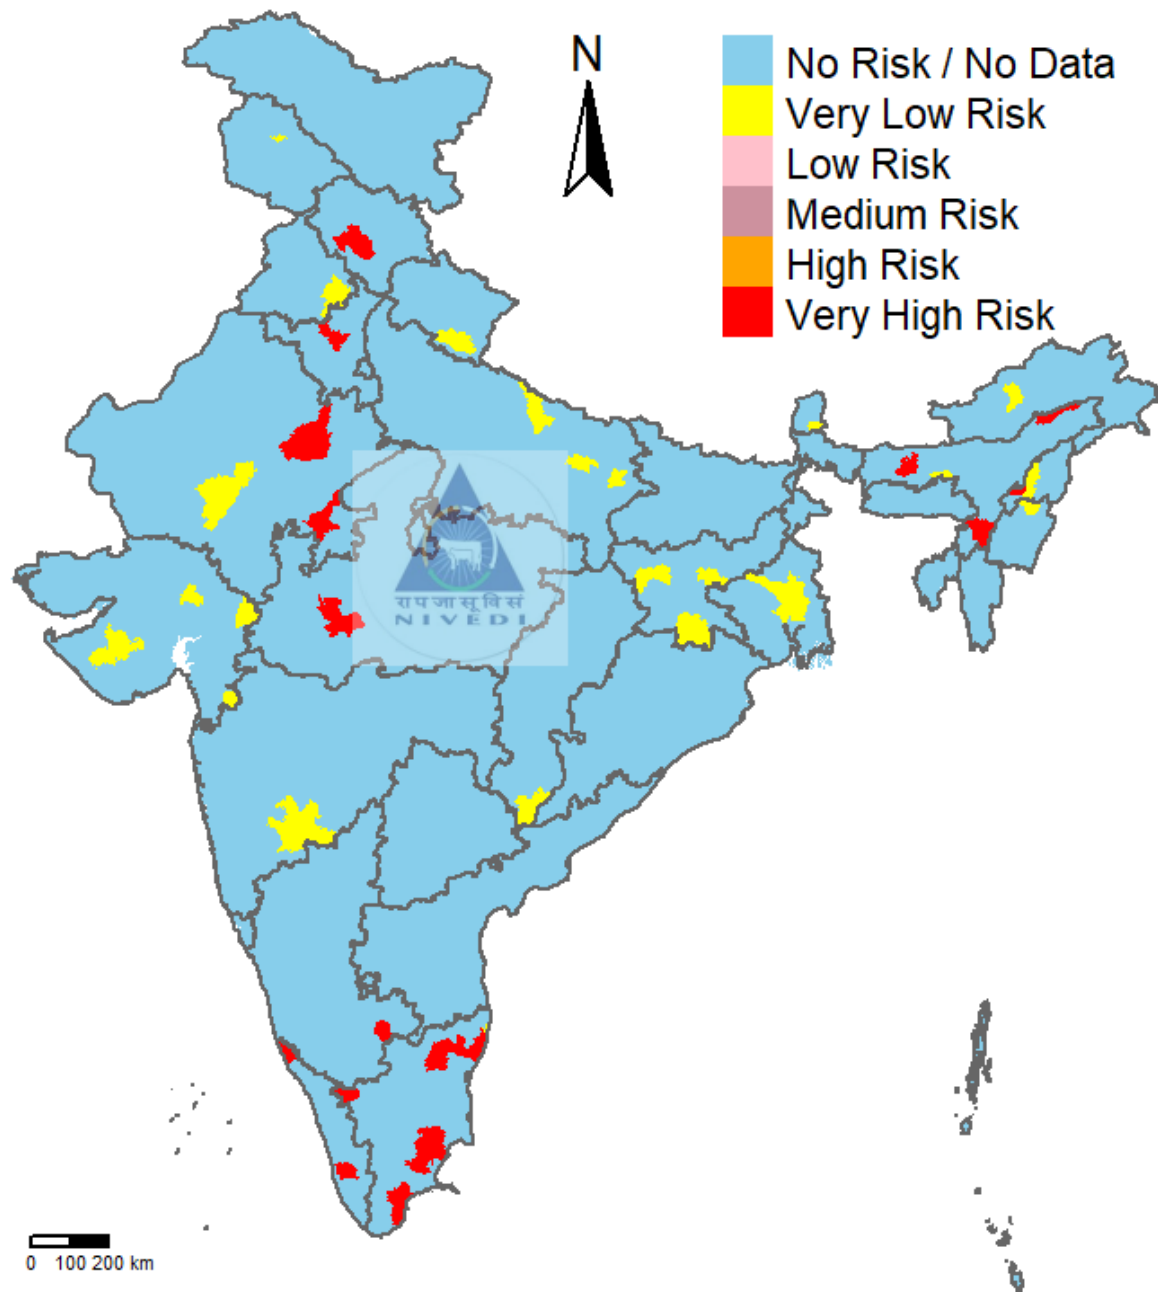 N
No Risk / No Data
Very Low Risk
Low Risk
Medium Risk
High Risk
Very High Risk
रा प जा सू वि सं
NIVEDI
0 100 200 km